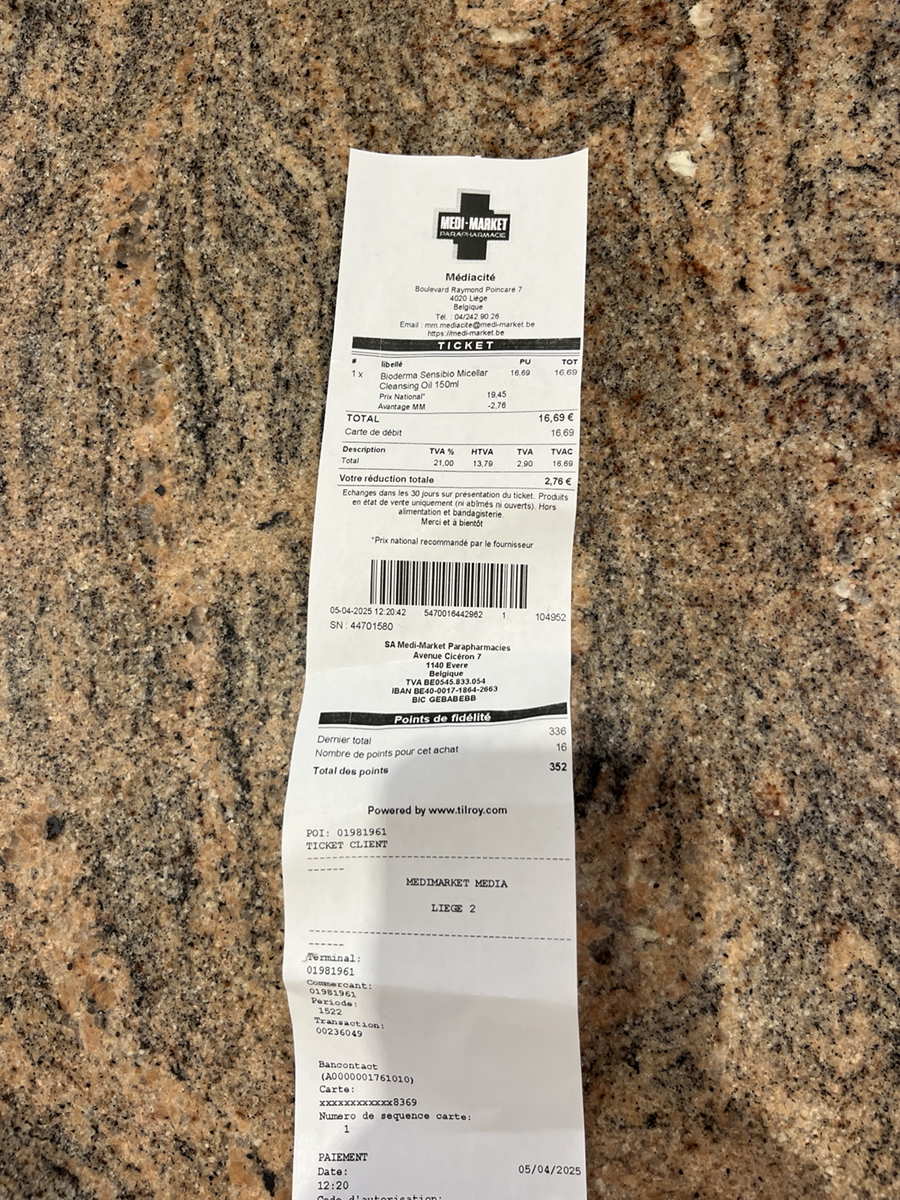 MEDI-MARKET
PARAPHARMACIE
Médiacité
Boulevard Raymond Poincaré 7
4020 Liège
Belgique
Tél. : 04/242.90.26
Email : mm.mediacite@medi-market.be
https://medi-market.be
TICKET
# libellé PU TOT
1 x Bioderma Sensibio Micellar 16,69 16,69
Cleansing Oil 150ml
Prix National* 19,45
Avantage MM -2,76
TOTAL 16,69 €
Carte de débit 16,69
Description TVA % HTVA TVA TVAC
Total 21,00 13,79 2,90 16,69
Votre réduction totale 2,76 €
Echanges dans les 30 jours sur présentation du ticket. Produits
en état de vente uniquement (ni abîmés ni ouverts). Hors
alimentation et bandagisterie.
Merci et à bientôt
*Prix national recommandé par le fournisseur
05-04-2025 12:20:42 5470016442962 1 104952
SN : 44701580
SA Medi-Market Parapharmacies
Avenue Cicéron 7
1140 Evere
Belgique
TVA BE0545.833.054
IBAN BE40-0017-1864-2663
BIC GEBABEBB
Points de fidélité
Dernier total 336
Nombre de points pour cet achat 16
Total des points 352
Powered by www.tilroy.com
POI: 01981961
TICKET CLIENT
MEDIMARKET MEDIA
LIEGE 2
Terminal:
01981961
Commercant:
01981961
Periode:
1522
Transaction:
00236049
Bancontact
(A0000001761010)
Carte:
xxxxxxxxxxxx8369
Numero de sequence carte:
1
PAIEMENT
Date: 05/04/2025
12:20
Code d'autorisation: